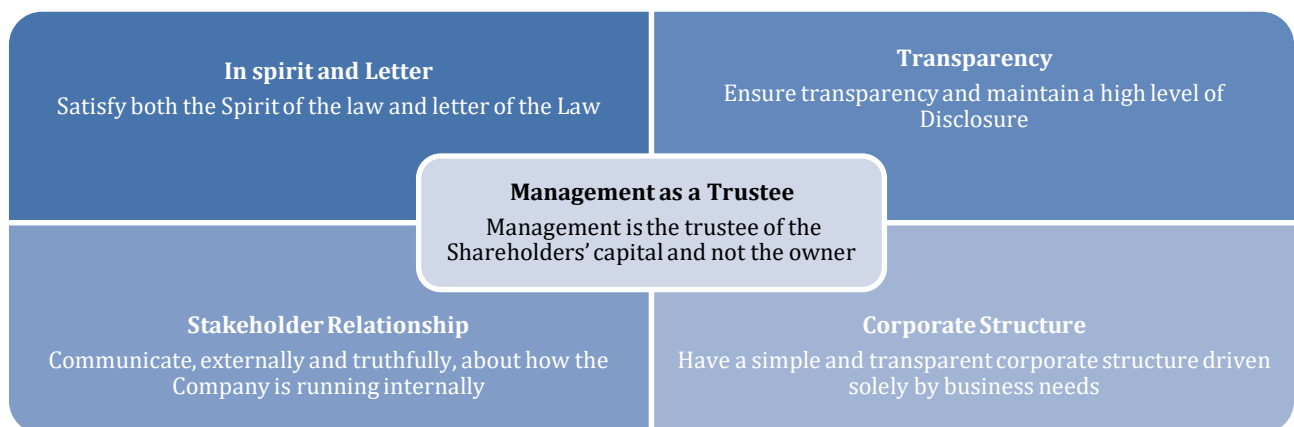 In spirit and Letter
Satisfy both the Spirit of the law and letter of the Law
Transparency
Ensure transparency and maintain a high level of
Disclosure
Management as a Trustee
Management is the trustee of the
Shareholders’ capital and not the owner
Stakeholder Relationship
Communicate, externally and truthfully, about how the
Company is running internally
Corporate Structure
Have a simple and transparent corporate structure driven
solely by business needs